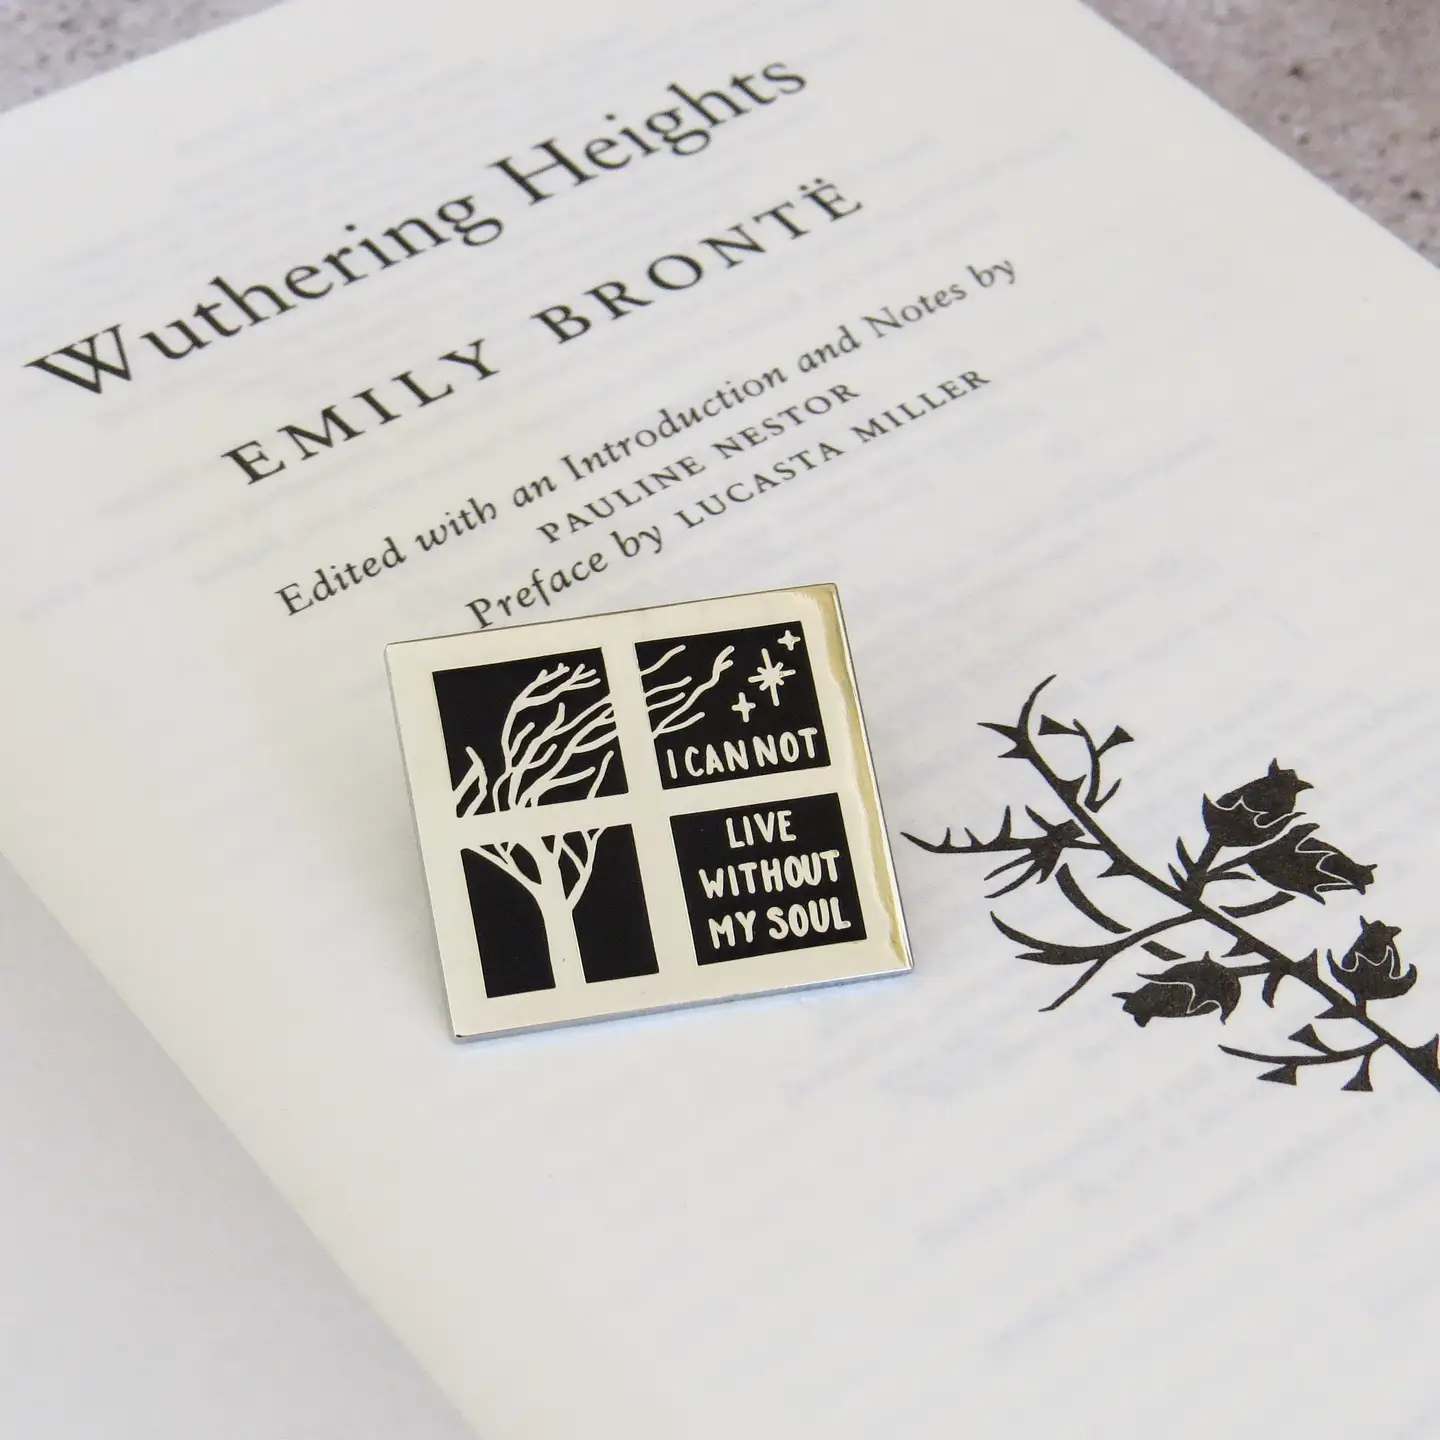 Wuthering Heights
EMILY BRONTË
Edited with an Introduction and Notes by
PAULINE NESTOR
Preface by LUCASTA MILLER
I CANNOT
LIVE
WITHOUT
MY SOUL